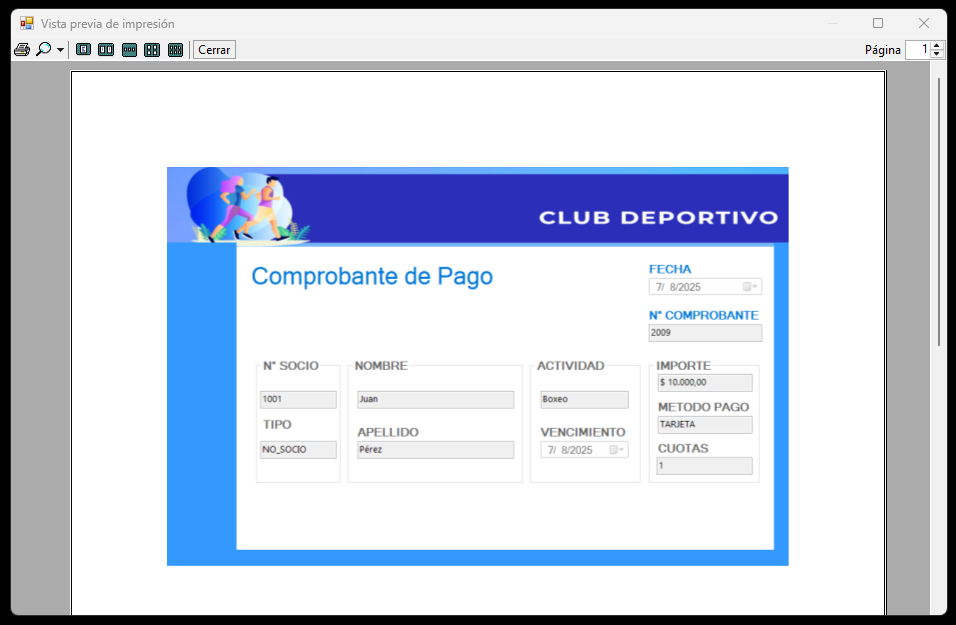 Vista previa de impresión
Cerrar
Página 1
CLUB DEPORTIVO
Comprobante de Pago
FECHA
7/ 8/2025
N° COMPROBANTE
2009
N° SOCIO
1001
TIPO
NO_SOCIO
NOMBRE
Juan
APELLIDO
Pérez
ACTIVIDAD
Boxeo
VENCIMIENTO
7/ 8/2025
IMPORTE
$ 10.000,00
METODO PAGO
TARJETA
CUOTAS
1